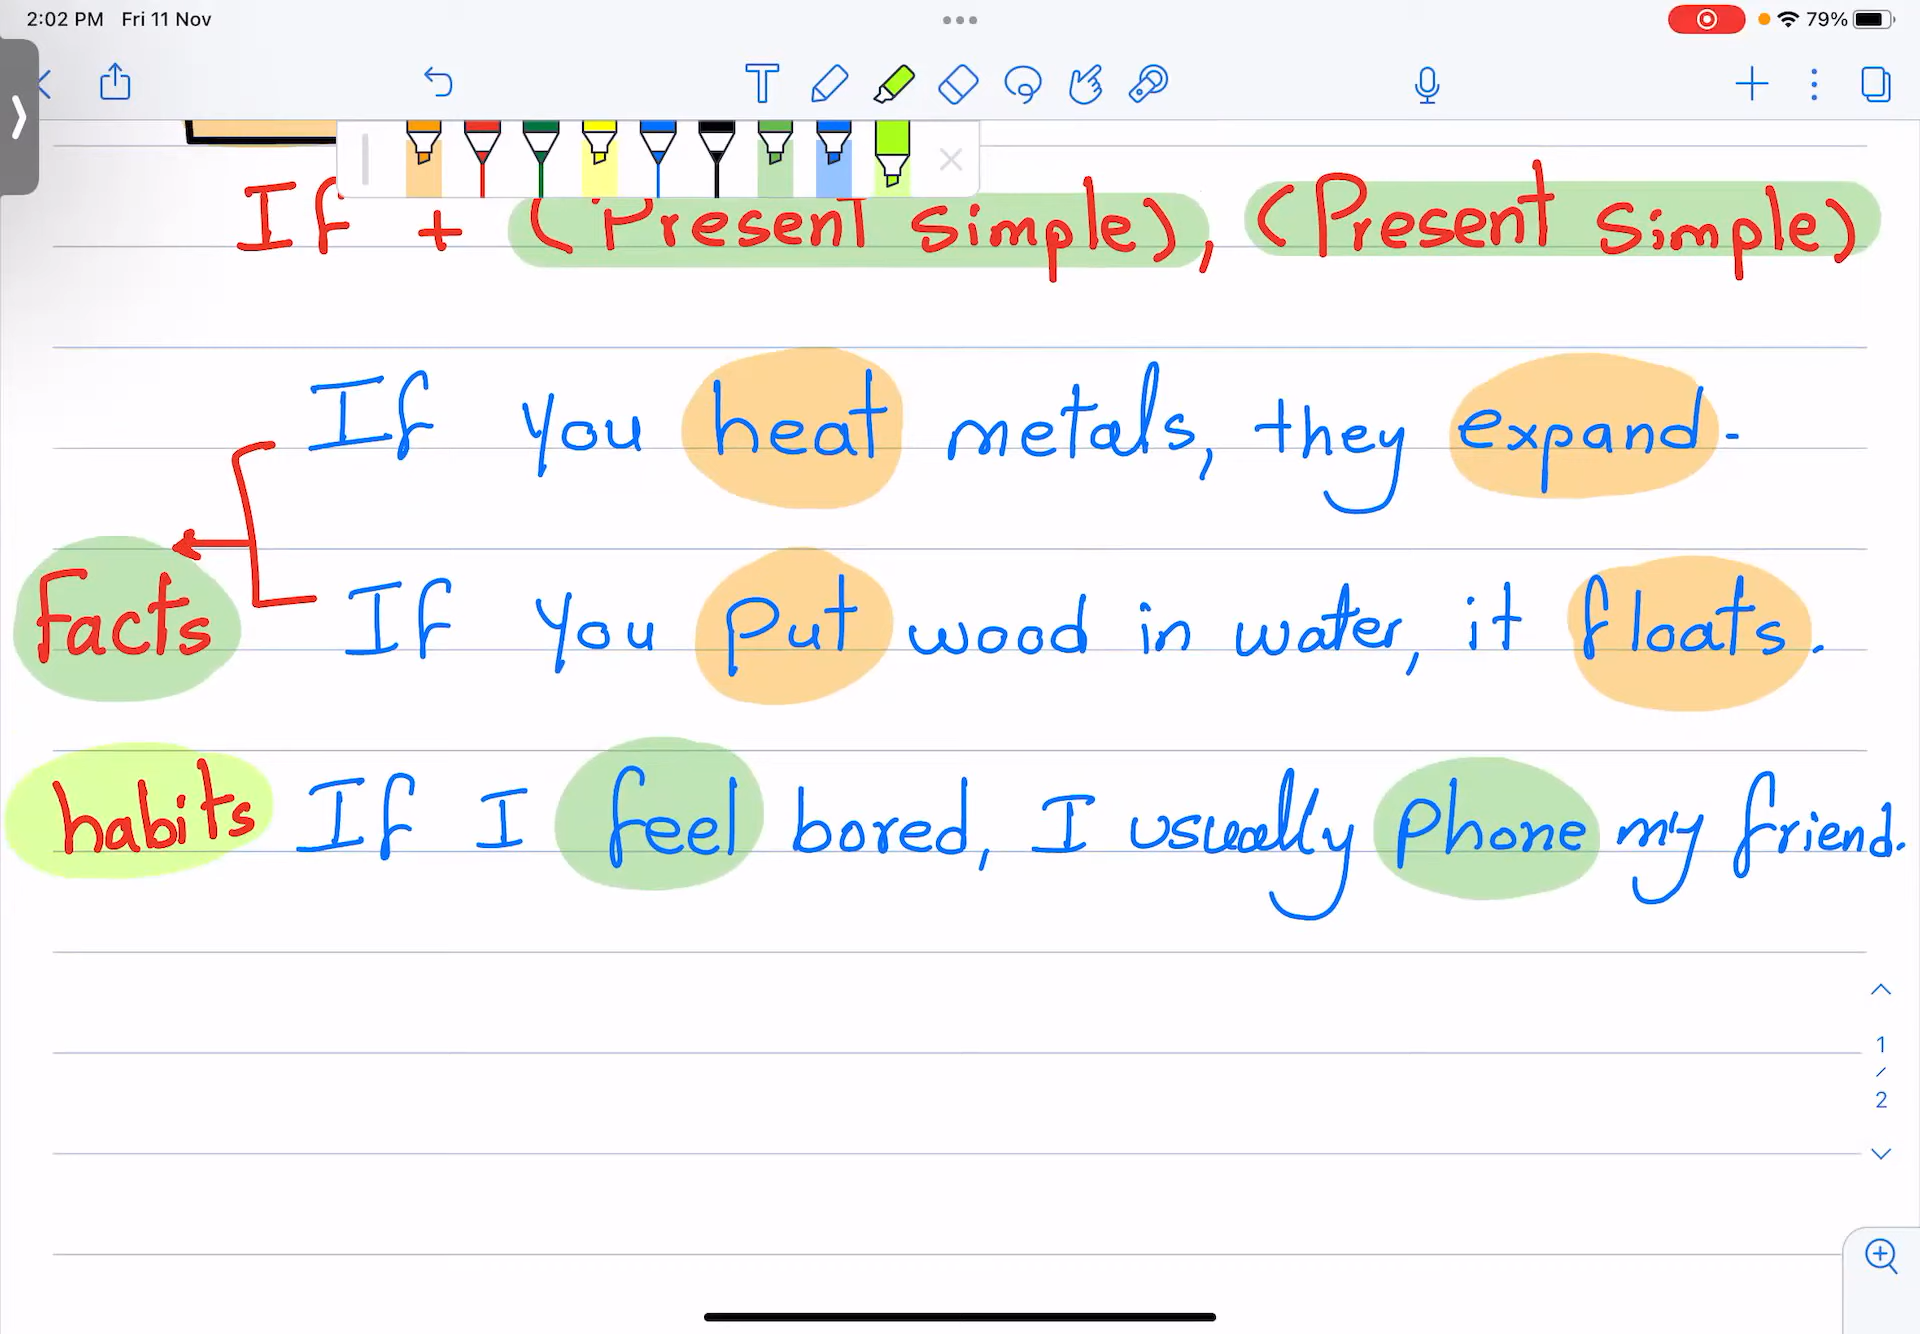 2:02 PM Fri 11 Nov
79%
If + (Present Simple), (Present Simple)
If you heat metals, they expand.
Facts
If you put wood in water, it floats.
habits If I feel bored, I usually phone my friend.
1
/
2